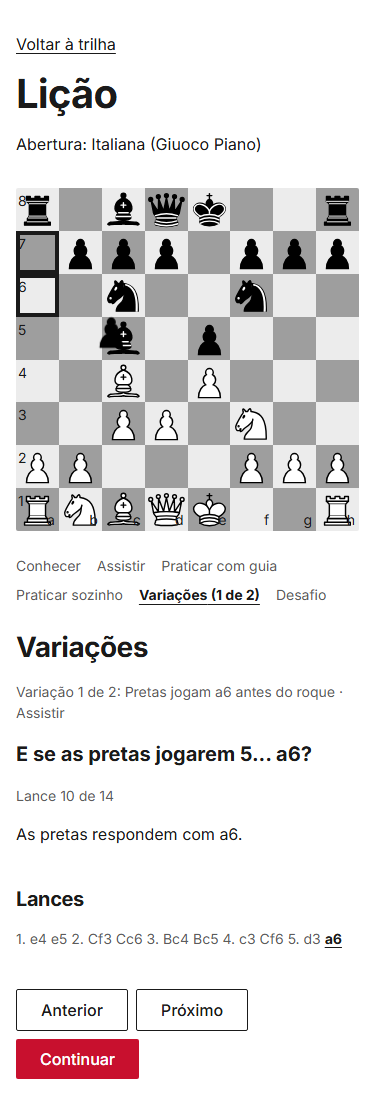 Voltar à trilha
Lição
Abertura: Italiana (Giuoco Piano)
8
7
6
5
4
3
2
1 a b c d e f g h
Conhecer Assistir Praticar com guia
Praticar sozinho Variações (1 de 2) Desafio
Variações
Variação 1 de 2: Pretas jogam a6 antes do roque ·
Assistir
E se as pretas jogarem 5... a6?
Lance 10 de 14
As pretas respondem com a6.
Lances
1. e4 e5 2. Cf3 Cc6 3. Bc4 Bc5 4. c3 Cf6 5. d3 a6
Anterior Próximo
Continuar